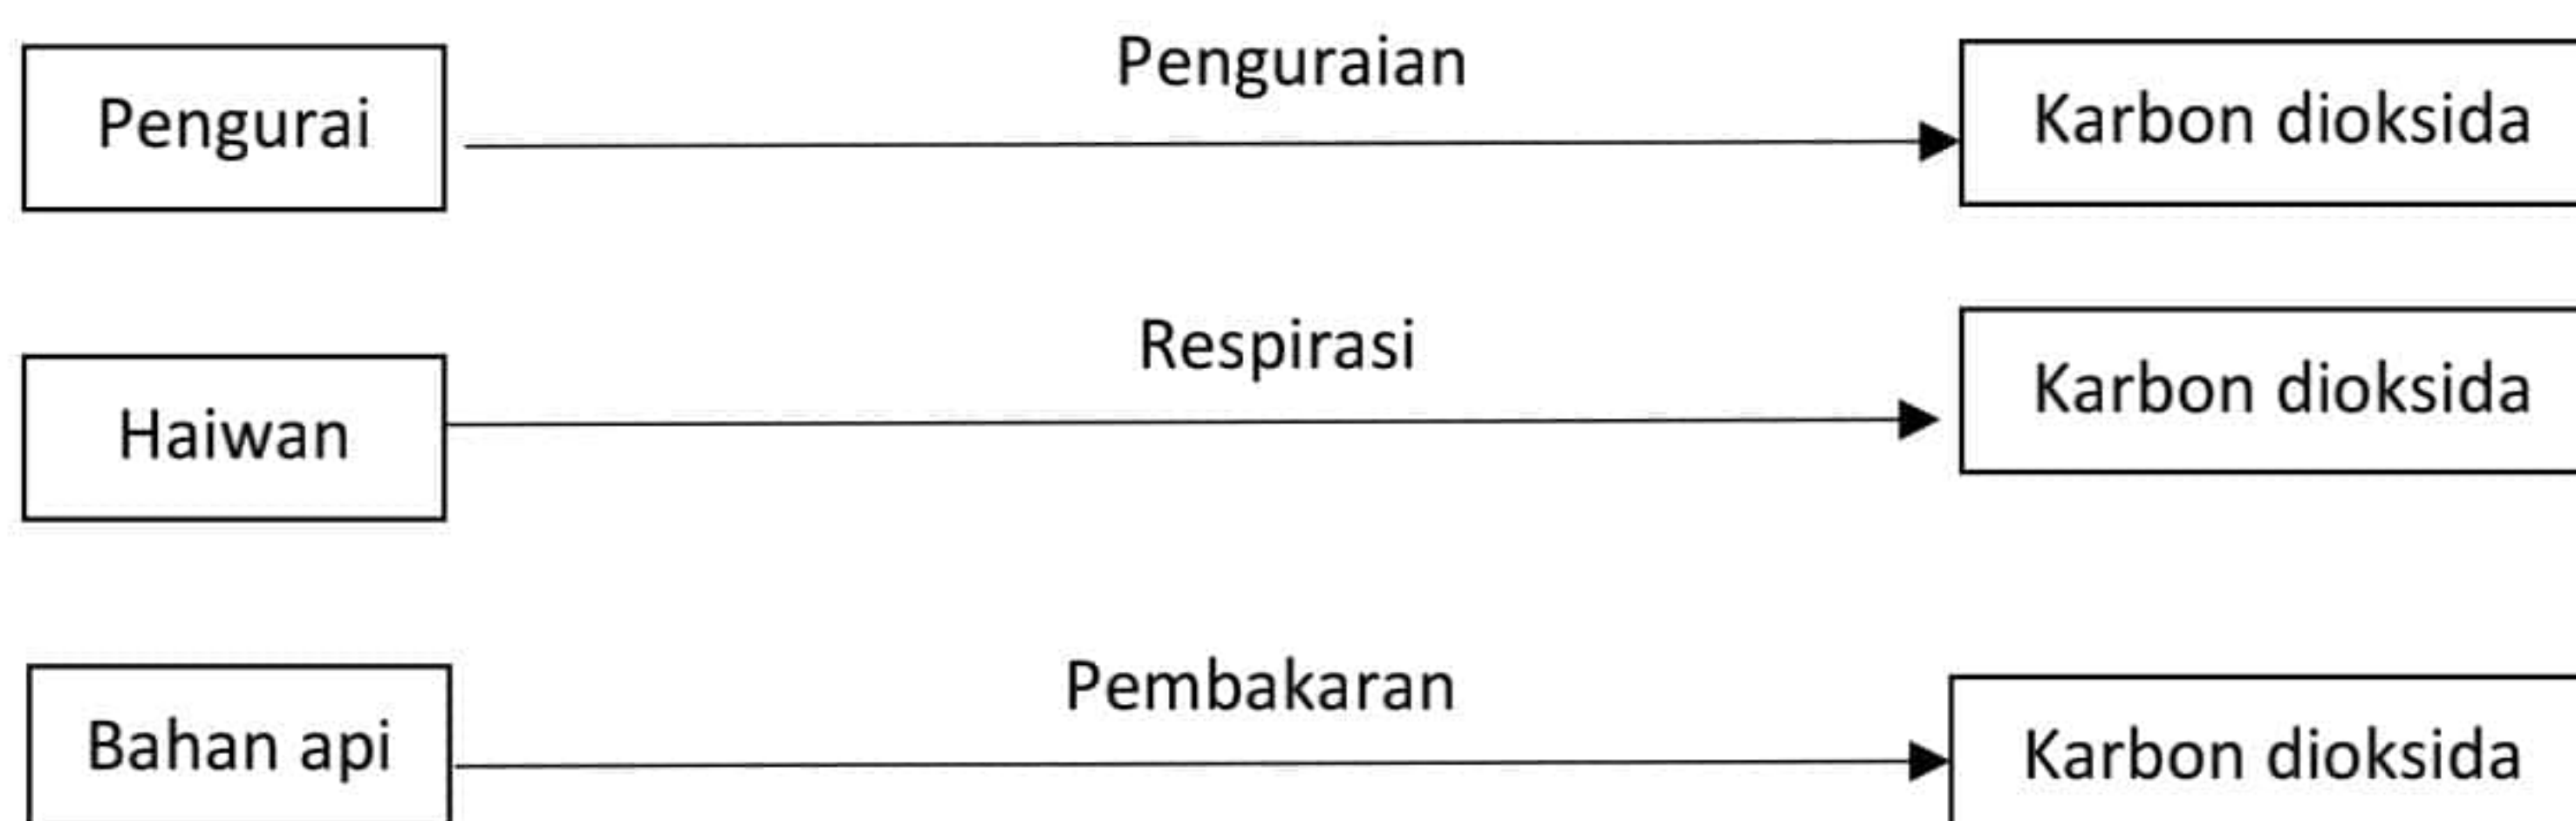 Penguraian
Pengurai
Karbon dioksida
Respirasi
Haiwan
Karbon dioksida
Pembakaran
Bahan api
Karbon dioksida